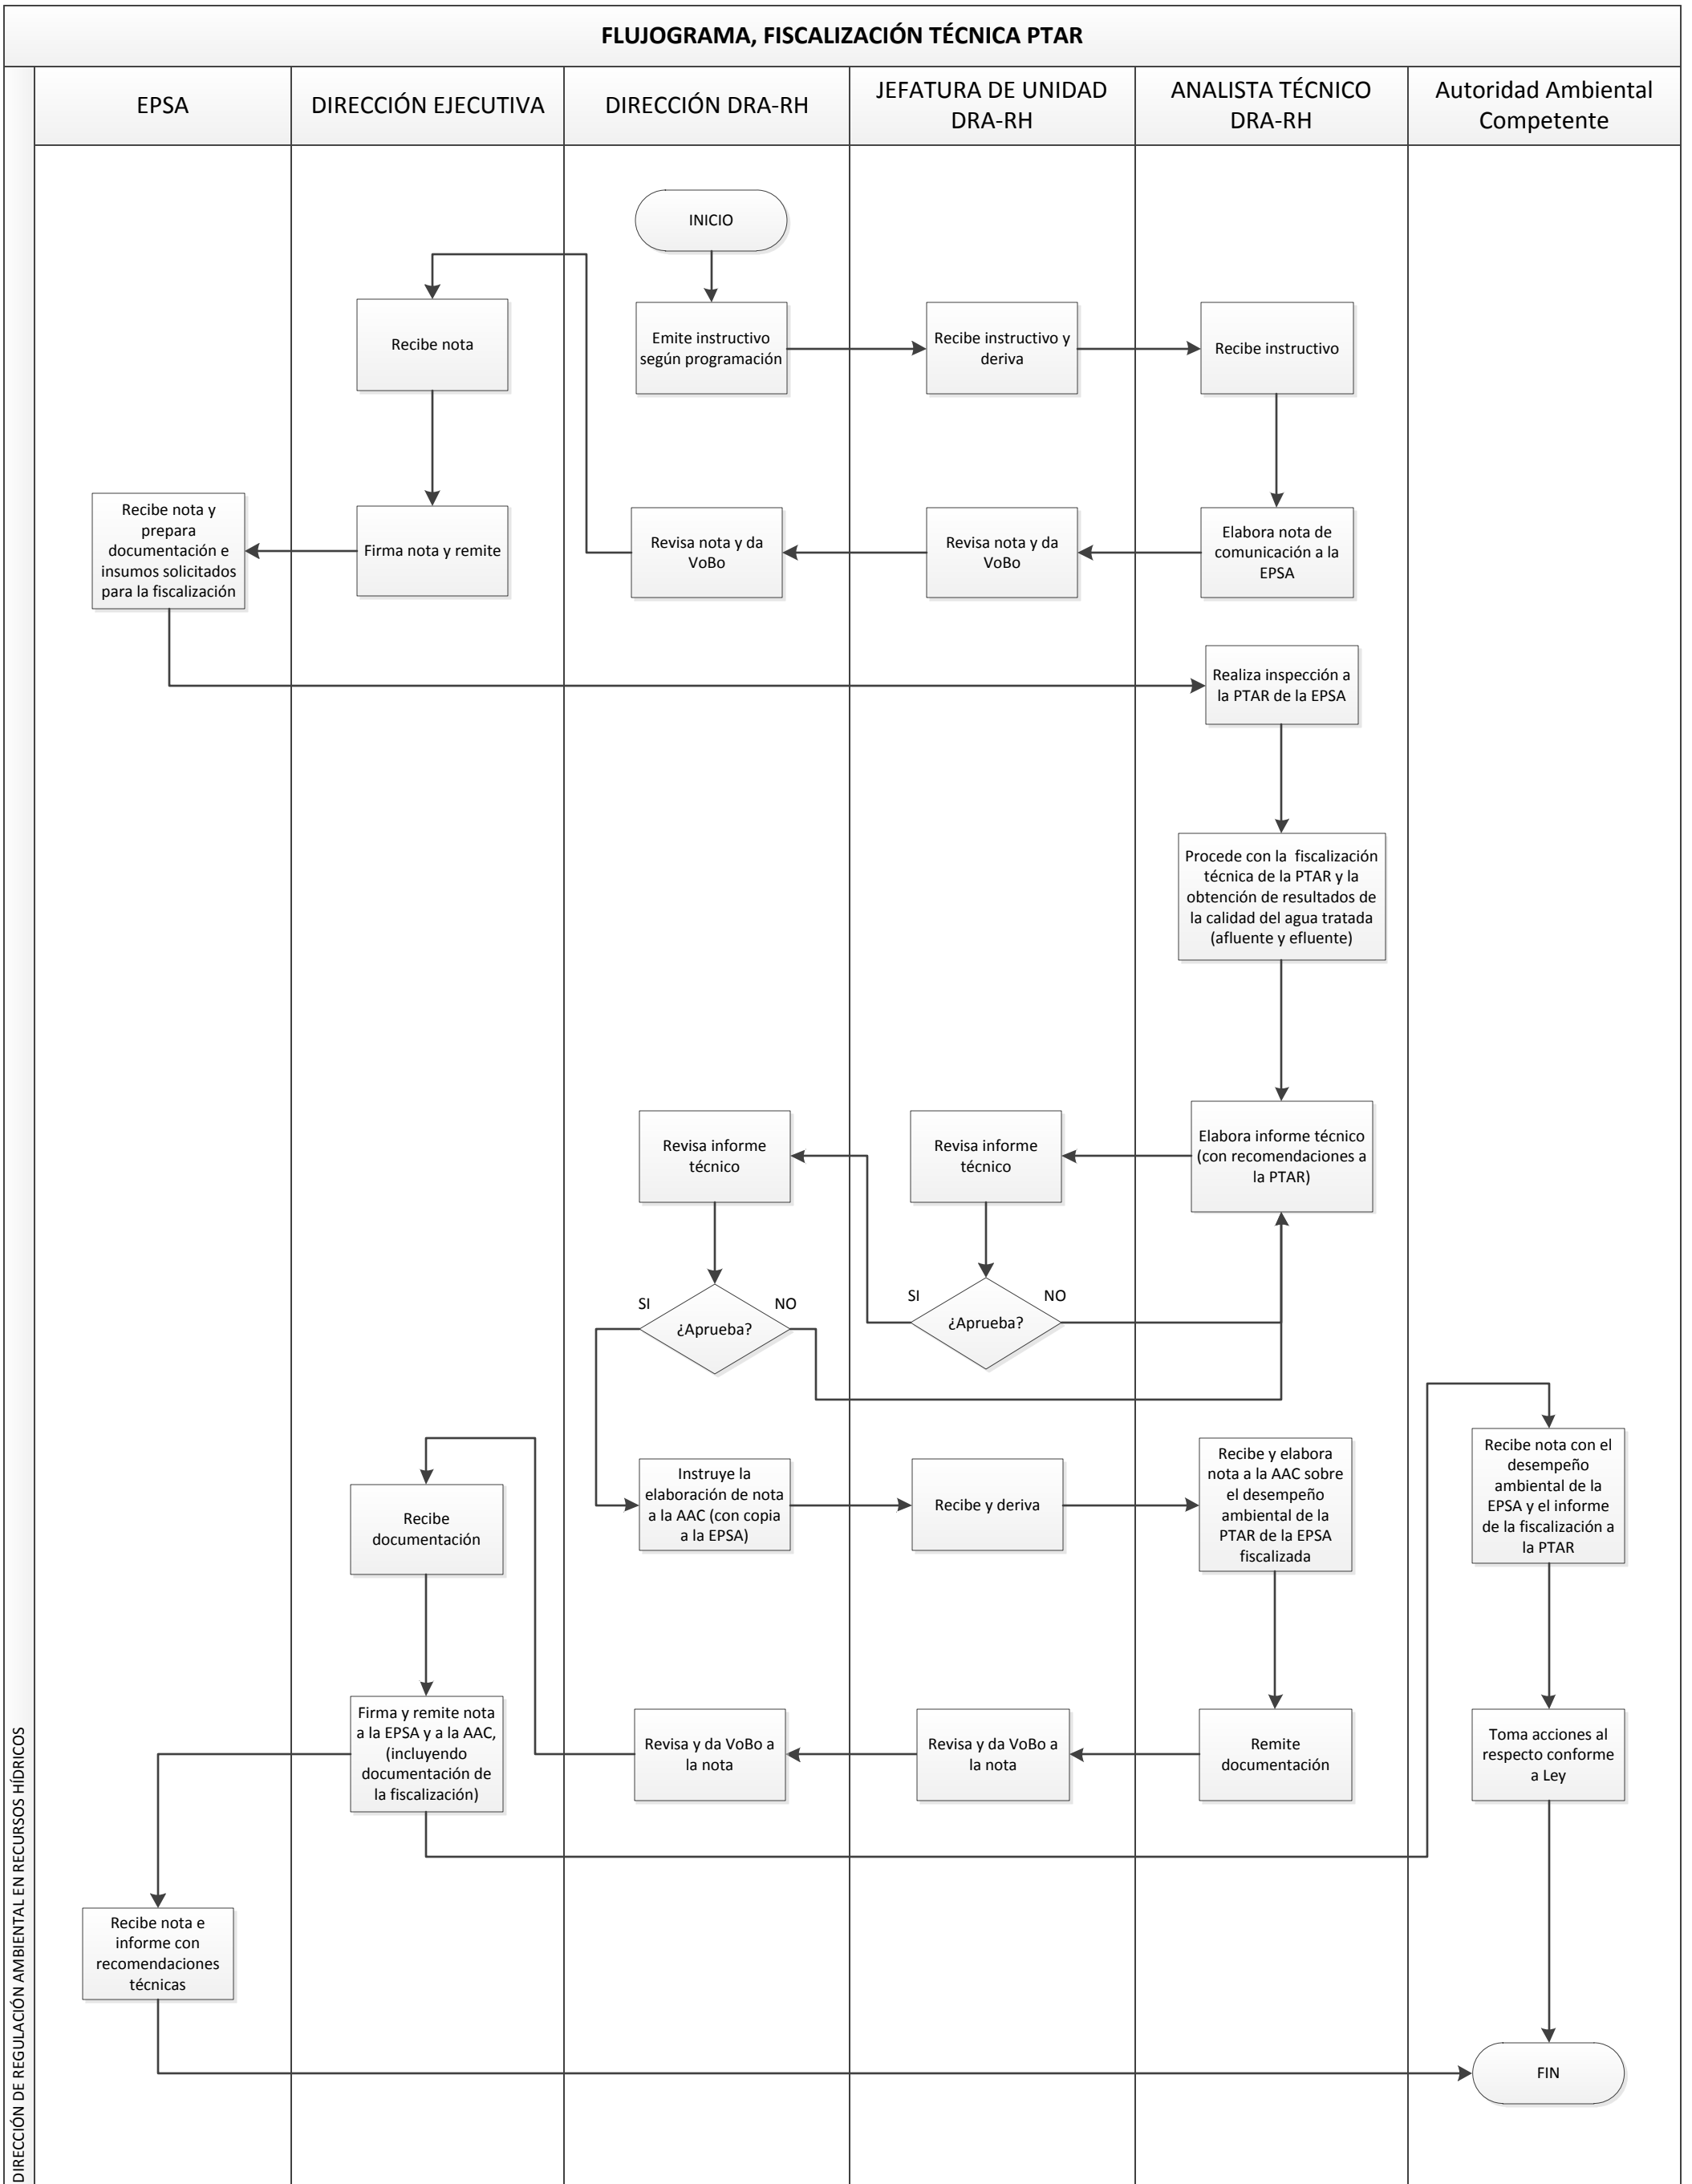 FLUJOGRAMA, FISCALIZACIÓN TÉCNICA PTAR
EPSA
DIRECCIÓN EJECUTIVA
DIRECCIÓN DRA-RH
JEFATURA DE UNIDAD
DRA-RH
ANALISTA TÉCNICO
DRA-RH
Autoridad Ambiental
Competente
INICIO
Recibe nota
Emite instructivo
según programación
Recibe instructivo y
deriva
Recibe instructivo
Recibe nota y
prepara
documentación e
insumos solicitados
para la fiscalización
Firma nota y remite
Revisa nota y da
VoBo
Revisa nota y da
VoBo
Elabora nota de
comunicación a la
EPSA
Realiza inspección a
la PTAR de la EPSA
Procede con la  fiscalización
técnica de la PTAR y la
obtención de resultados de
la calidad del agua tratada
(afluente y efluente)
Revisa informe
técnico
Revisa informe
técnico
Elabora informe técnico
(con recomendaciones a
la PTAR)
SI
¿Aprueba?
NO
SI
¿Aprueba?
NO
Recibe
documentación
Instruye la
elaboración de nota
a la AAC (con copia
a la EPSA)
Recibe y deriva
Recibe y elabora
nota a la AAC sobre
el desempeño
ambiental de la
PTAR de la EPSA
fiscalizada
Recibe nota con el
desempeño
ambiental de la
EPSA y el informe
de la fiscalización a
la PTAR
Firma y remite nota
a la EPSA y a la AAC,
(incluyendo
documentación de
la fiscalización)
Revisa y da VoBo a
la nota
Revisa y da VoBo a
la nota
Remite
documentación
Toma acciones al
respecto conforme
a Ley
Recibe nota e
informe con
recomendaciones
técnicas
FIN
DIRECCIÓN DE REGULACIÓN AMBIENTAL EN RECURSOS HÍDRICOS